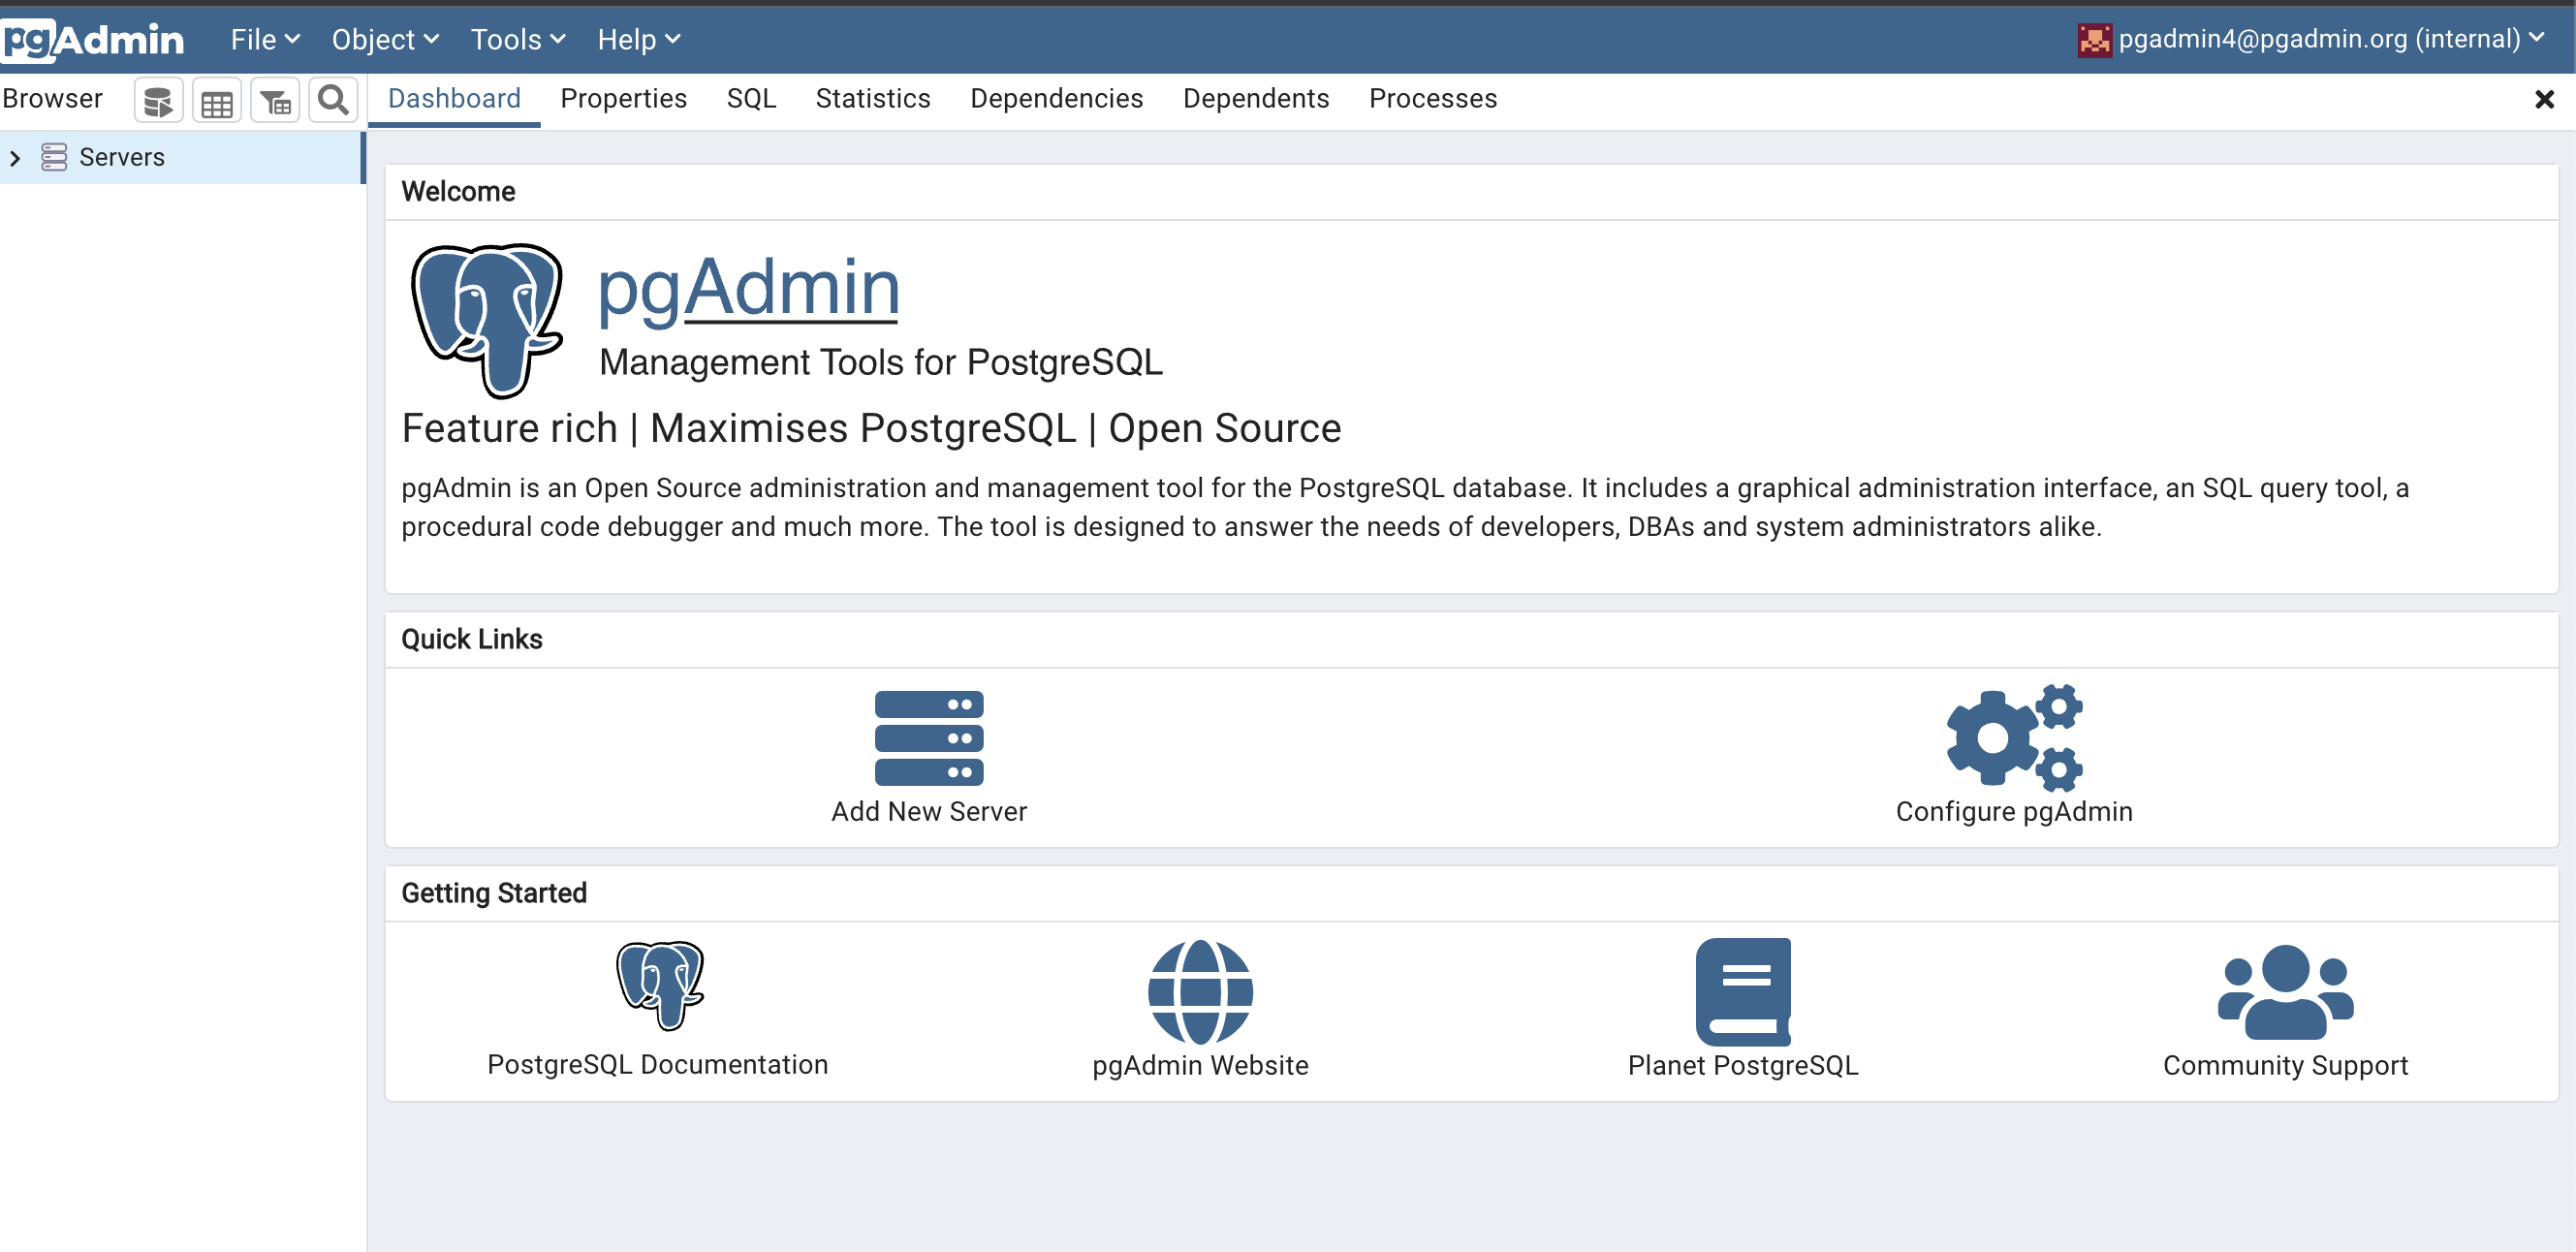 pgAdmin File Object Tools Help pgadmin4@pgadmin.org (internal)
Browser Dashboard Properties SQL Statistics Dependencies Dependents Processes
Servers
Welcome
pgAdmin
Management Tools for PostgreSQL
Feature rich | Maximises PostgreSQL | Open Source
pgAdmin is an Open Source administration and management tool for the PostgreSQL database. It includes a graphical administration interface, an SQL query tool, a
procedural code debugger and much more. The tool is designed to answer the needs of developers, DBAs and system administrators alike.
Quick Links
Add New Server Configure pgAdmin
Getting Started
PostgreSQL Documentation pgAdmin Website Planet PostgreSQL Community Support